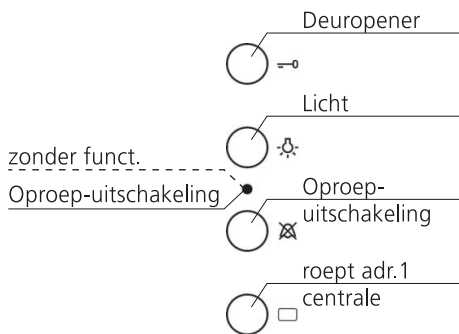 Deuropener
Licht
zonder funct.
Oproep-uitschakeling
Oproep-
uitschakeling
roept adr.1
centrale